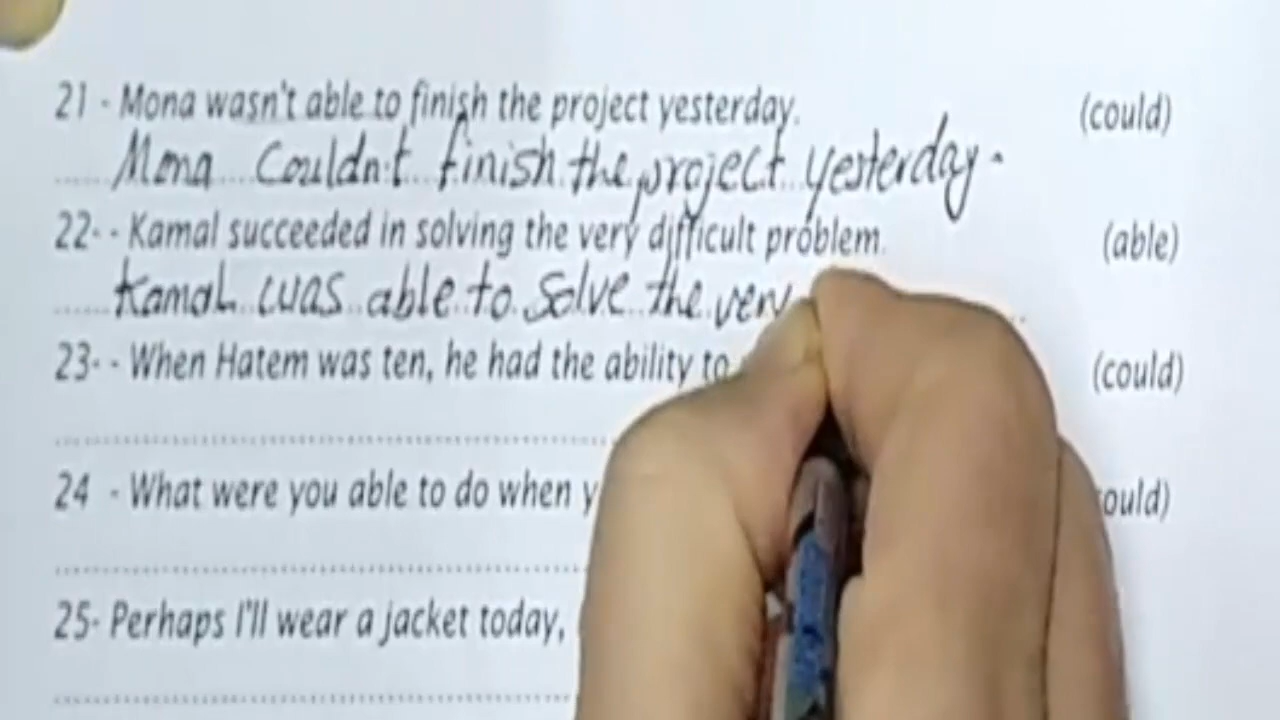 21 - Mona wasn't able to finish the project yesterday. (could)
Mona Couldn't finish the project yesterday.
22- - Kamal succeeded in solving the very difficult problem. (able)
Kamal was able to solve the very
23- - When Hatem was ten, he had the ability to (could)
24 - What were you able to do when
25- Perhaps I'll wear a jacket today,